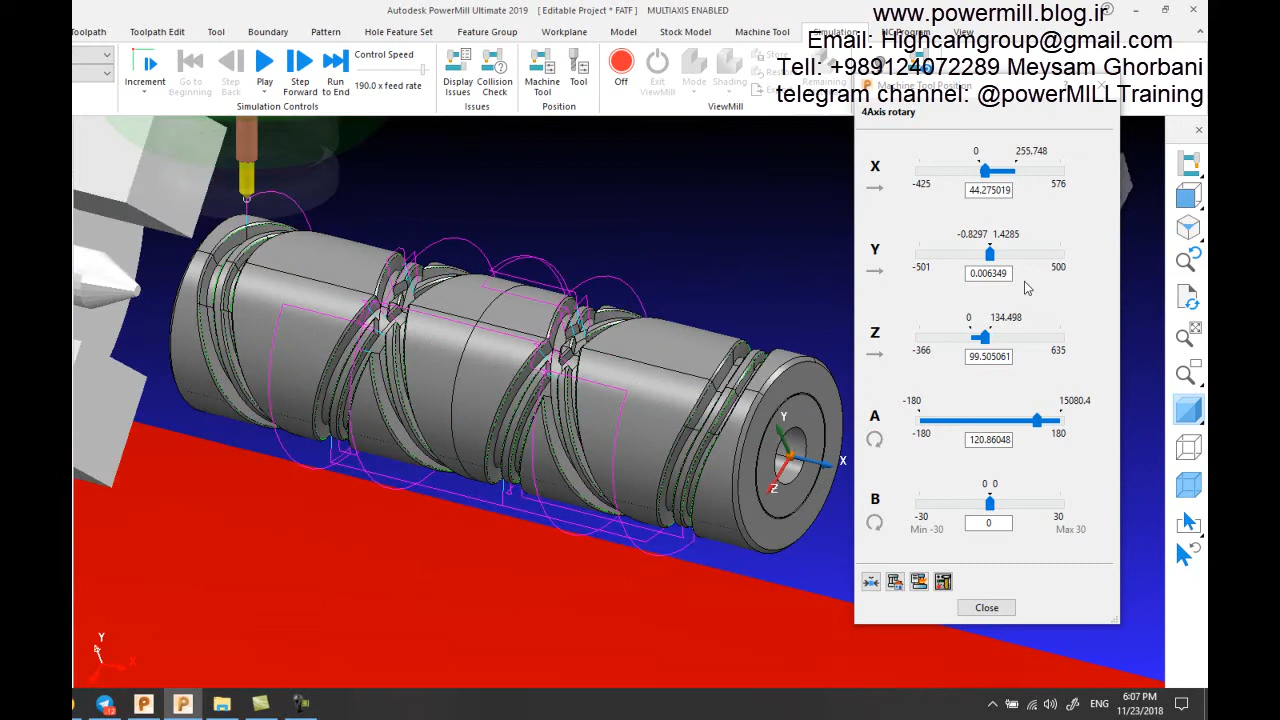 Autodesk PowerMill Ultimate 2019 [ Editable Project * FATF ] MULTIAXIS ENABLED
www.powermill.blog.ir
Email: Highcamgroup@gmail.com
Tell: +989124072289 Meysam Ghorbani
telegram channel: @powerMILLTraining
Toolpath Toolpath Edit Tool Boundary Pattern Hole Feature Set Feature Group Workplane Model Stock Model Machine Tool Simulation NC Program
Control Speed
190.0 x feed rate
Increment Go to Beginning Step Back Play Step Forward Run to End Display Issues Collision Check Machine Tool Tool Off Exit ViewMill Mode Shading
Simulation Controls Issues Position ViewMill
Machine Tool Position
4Axis rotary
0 255.748
X
-425 44.275019 576
-0.8297 1.4285
Y
-501 0.006349 500
0 134.498
Z
-366 99.505061 635
-180 15080.4
A
-180 120.86048 180
0 0
B
-30 0 30
Min -30 Max 30
Close
Y
X
Z
Y
X
ENG
6:07 PM
11/23/2018